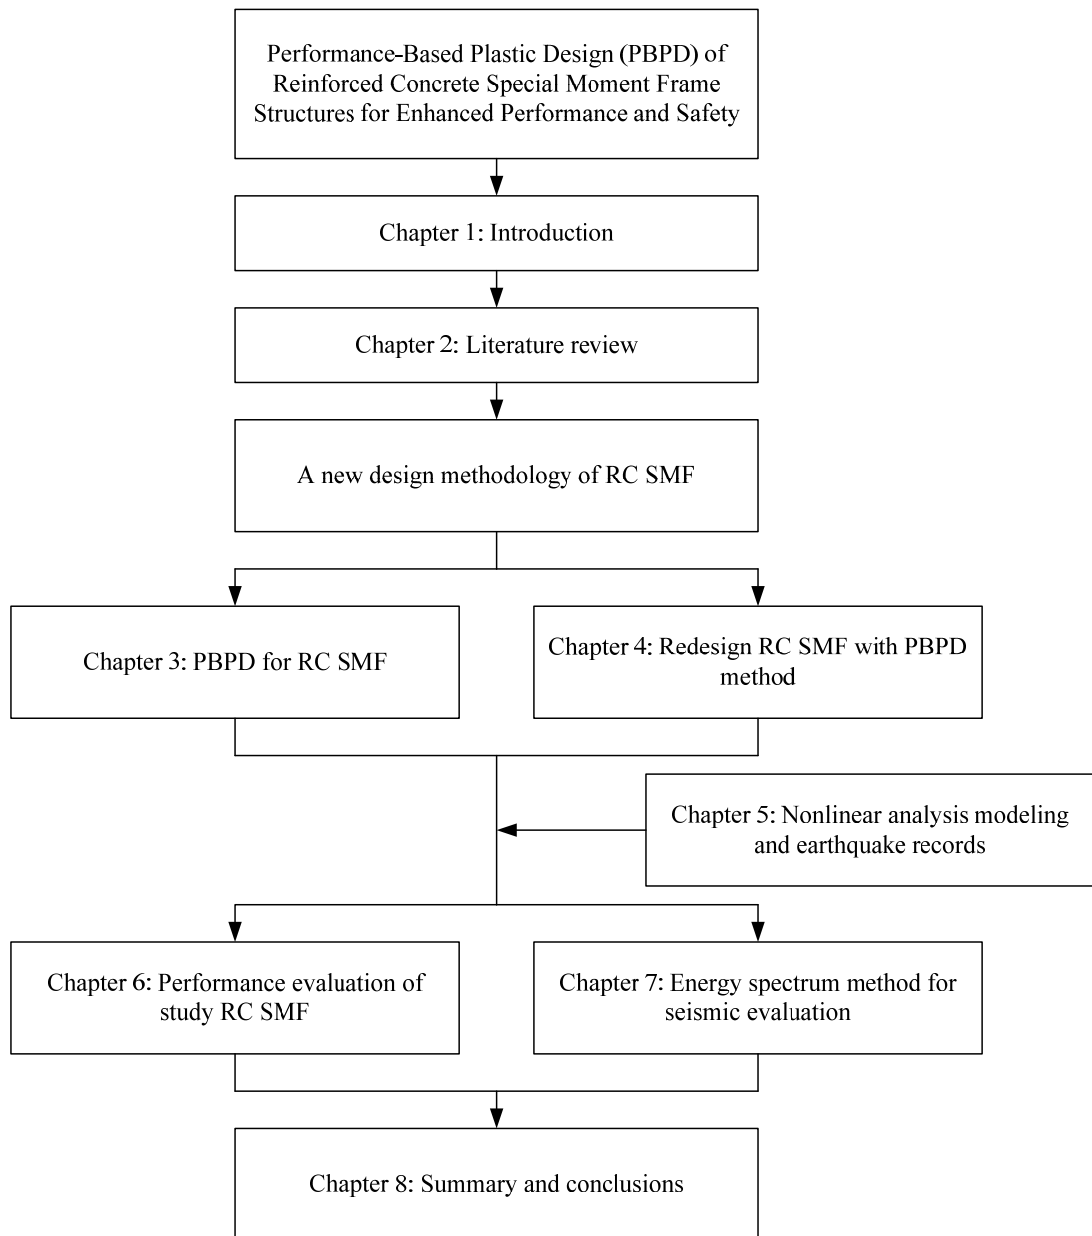 Performance-Based Plastic Design (PBPD) of
Reinforced Concrete Special Moment Frame
Structures for Enhanced Performance and Safety
Chapter 1: Introduction
Chapter 2: Literature review
A new design methodology of RC SMF
Chapter 3: PBPD for RC SMF
Chapter 4: Redesign RC SMF with PBPD
method
Chapter 5: Nonlinear analysis modeling
and earthquake records
Chapter 6: Performance evaluation of
study RC SMF
Chapter 7: Energy spectrum method for
seismic evaluation
Chapter 8: Summary and conclusions